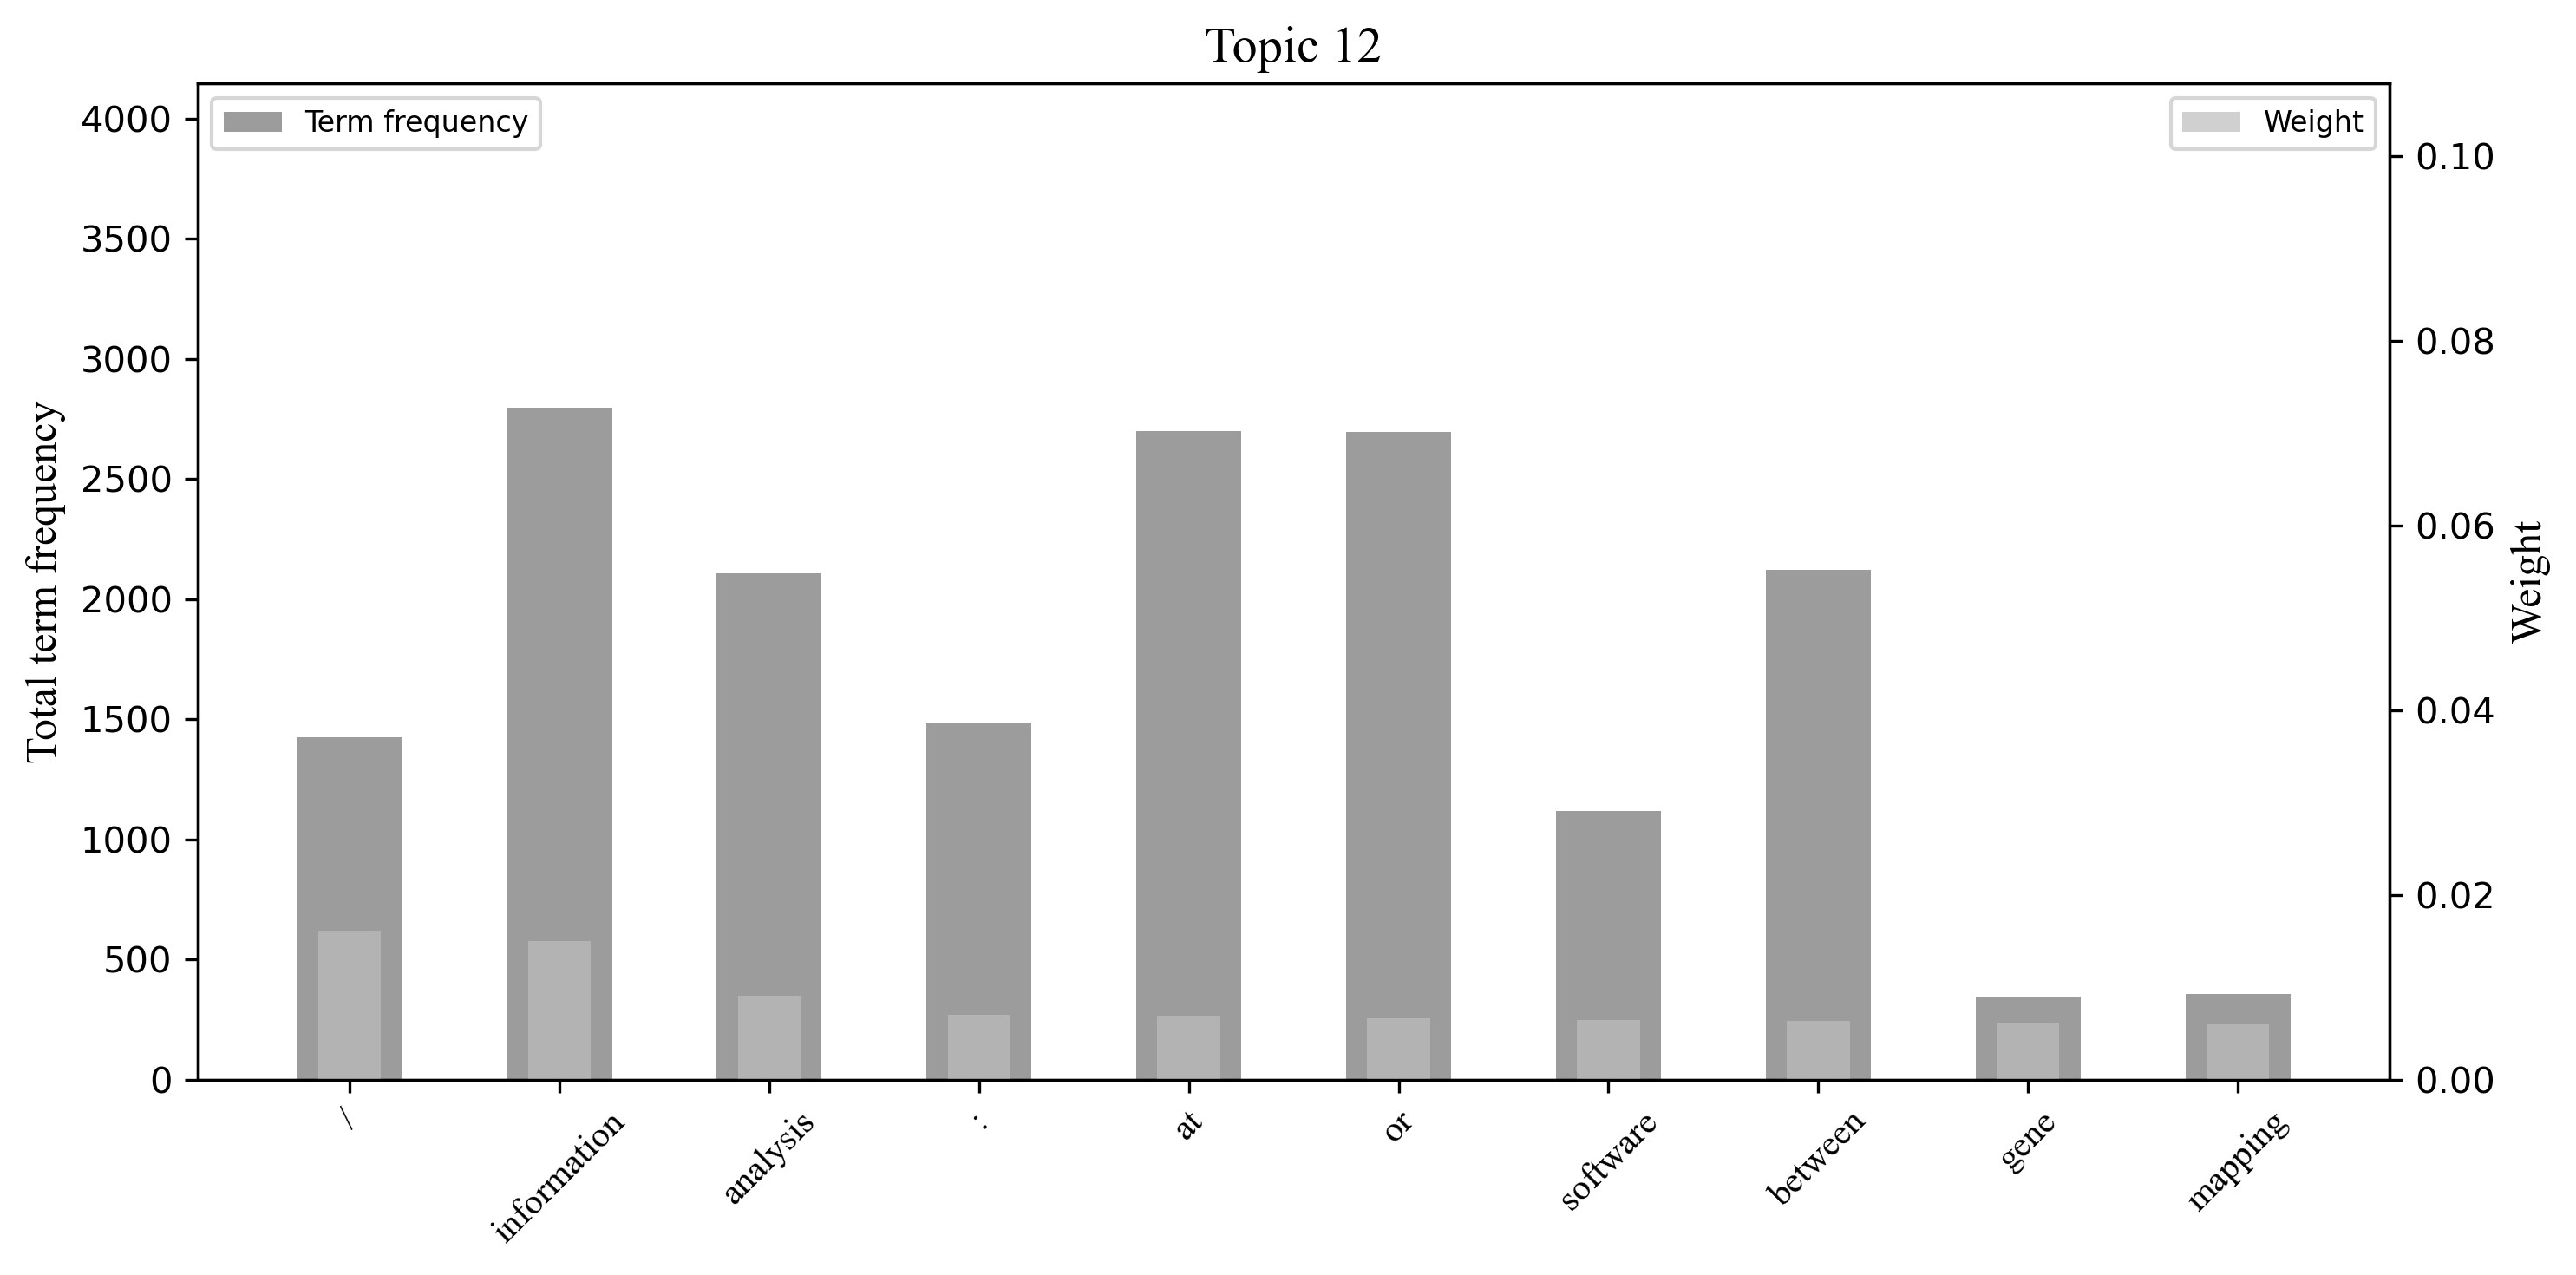 Topic 12
Term frequency
Weight
4000
3500
3000
2500
2000
1500
1000
500
0
Total term frequency
0.10
0.08
0.06
0.04
0.02
0.00
Weight
/
information
analysis
:
at
or
software
between
gene
mapping